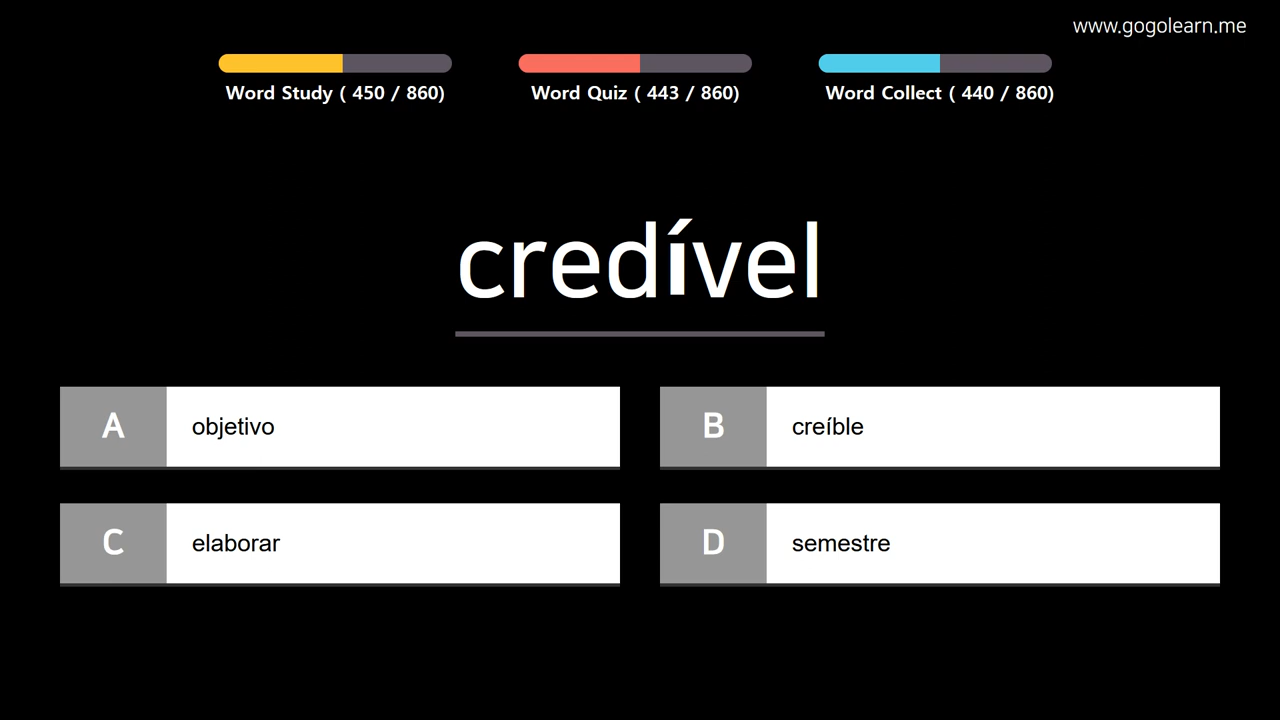 www.gogolearn.me
Word Study ( 450 / 860)
Word Quiz ( 443 / 860)
Word Collect ( 440 / 860)
credível
A objetivo
B creíble
C elaborar
D semestre